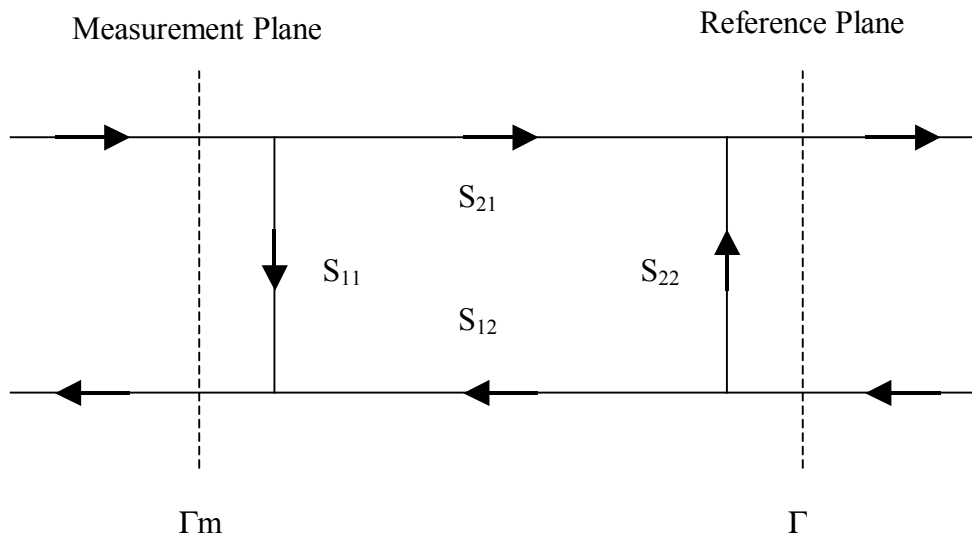 Measurement Plane
Reference Plane
S₂₁
S₁₁
S₂₂
S₁₂
Γm
Γ